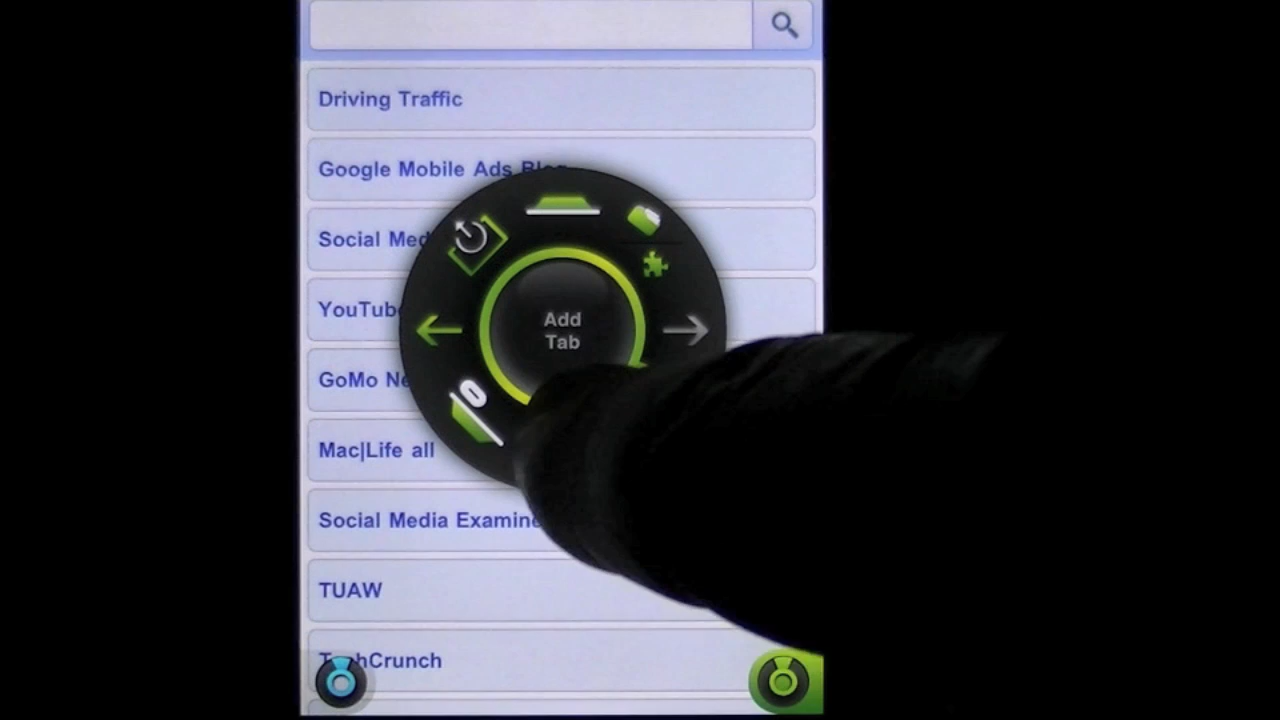 Driving Traffic
Google Mobile Ads Blog
Social Med
YouTube
Add
Tab
GoMo Ne
Mac|Life all
Social Media Examine
TUAW
TechCrunch